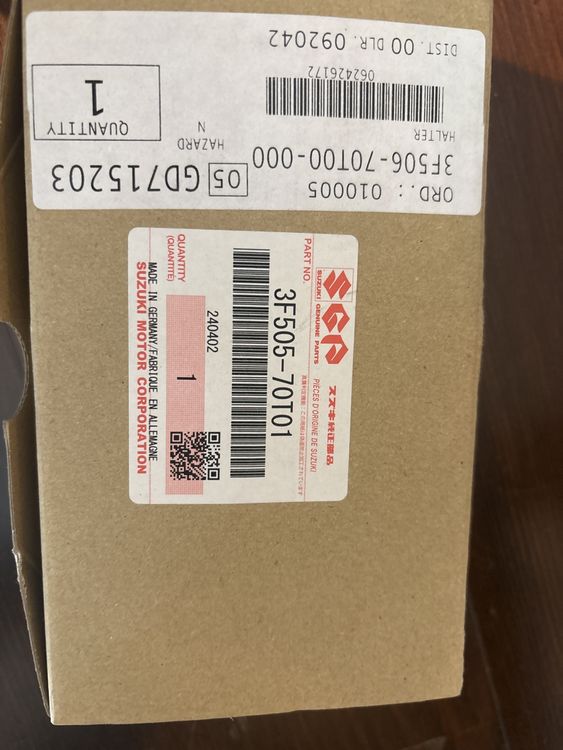 ORD.: 010005
05 GD715203
3F506-70T00-000
HAZARD
N
HALTER
QUANTITY
1
062426172
DIST. 00 DLR. 092042
SGP
SUZUKI GENUINE PARTS
スズキ純正部品
PIÈCES D'ORIGINE DE SUZUKI
PART NO.
3F505-70T01
QUANTITY
(QUANTITÉ)
240402
1
MADE IN GERMANY/FABRIQUE EN ALLEMAGNE
SUZUKI MOTOR CORPORATION